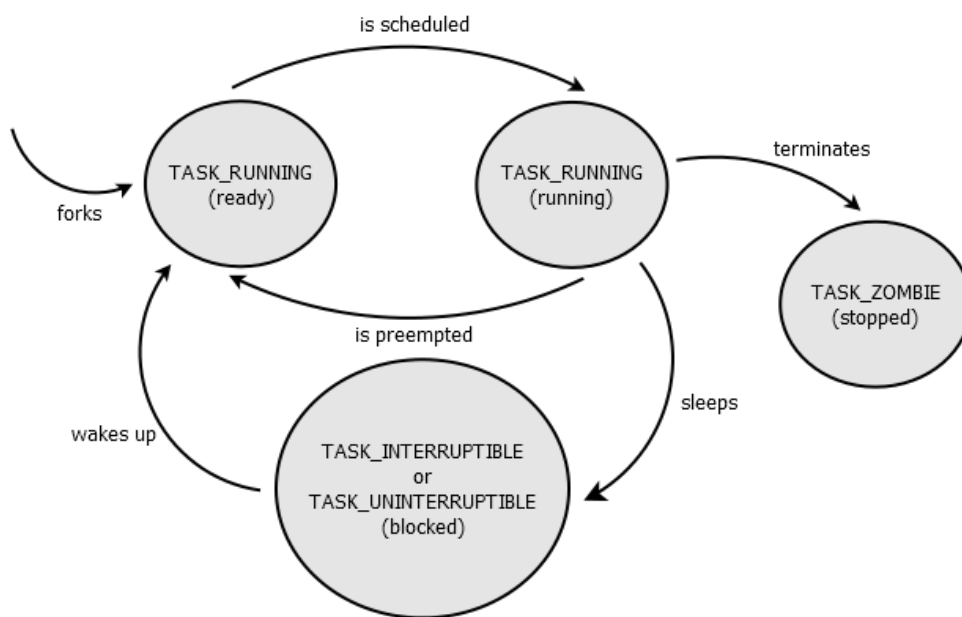 is scheduled
TASK_RUNNING
(ready)
TASK_RUNNING
(running)
terminates
forks
TASK_ZOMBIE
(stopped)
is preempted
sleeps
wakes up
TASK_INTERRUPTIBLE
or
TASK_UNINTERRUPTIBLE
(blocked)